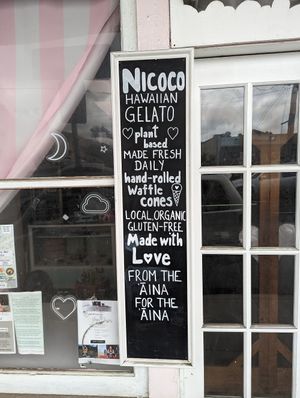 NICOCO
HAWAIIAN
GELATO
plant
based
MADE FRESH
DAILY
hand-rolled
Waffle
cones
LOCAL, ORGANIC
GLUTEN-FREE
Made with
Love
FROM THE
ĀINA
FOR THE
ĀINA